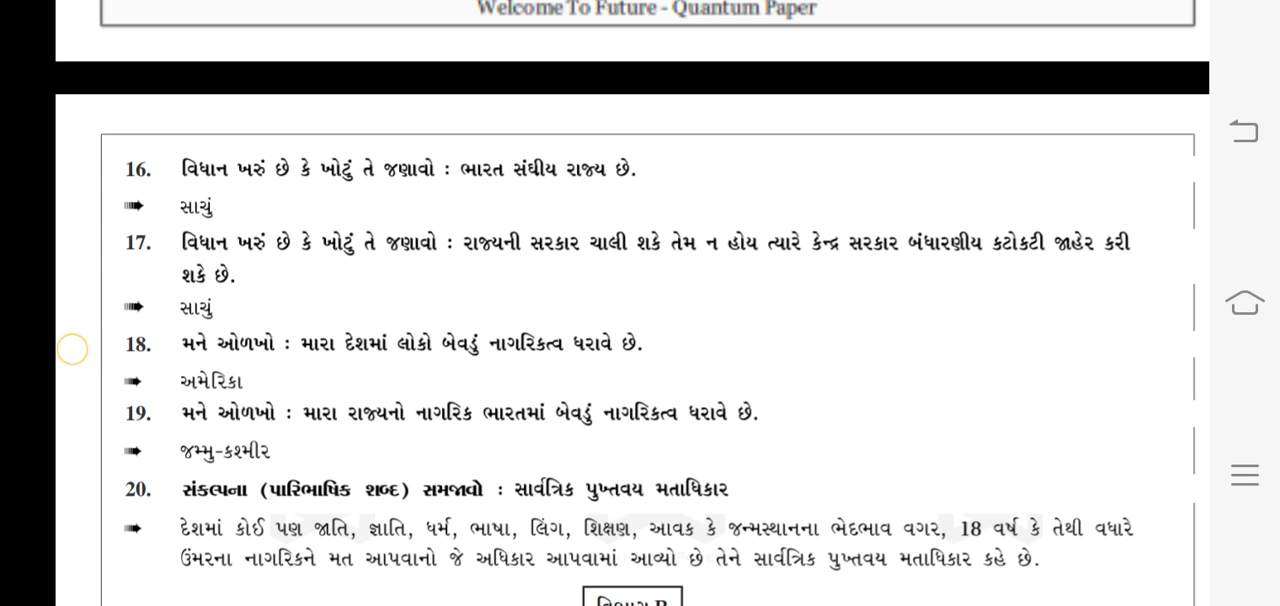 Welcome To Future - Quantum Paper
16. વિધાન ખરું છે કે ખોટું તે જણાવો : ભારત સંઘીય રાજ્ય છે.
સાચું
17. વિધાન ખરું છે કે ખોટું તે જણાવો : રાજ્યની સરકાર ચાલી શકે તેમ ન હોય ત્યારે કેન્દ્ર સરકાર બંધારણીય કટોકટી જાહેર કરી
શકે છે.
સાચું
18. મને ઓળખો : મારા દેશમાં લોકો બેવડું નાગરિકત્વ ધરાવે છે.
અમેરિકા
19. મને ઓળખો : મારા રાજ્યનો નાગરિક ભારતમાં બેવડું નાગરિકત્વ ધરાવે છે.
જમ્મુ-કશ્મીર
20. સંકલ્પના (પારિભાષિક શબ્દ) સમજાવો : સાર્વત્રિક પુખ્તવય મતાધિકાર
દેશમાં કોઈ પણ જાતિ, જ્ઞાતિ, ધર્મ, ભાષા, લિંગ, શિક્ષણ, આવક કે જન્મસ્થાનના ભેદભાવ વગર, 18 વર્ષ કે તેથી વધારે
ઉંમરના નાગરિકને મત આપવાનો જે અધિકાર આપવામાં આવ્યો છે તેને સાર્વત્રિક પુખ્તવય મતાધિકાર કહે છે.